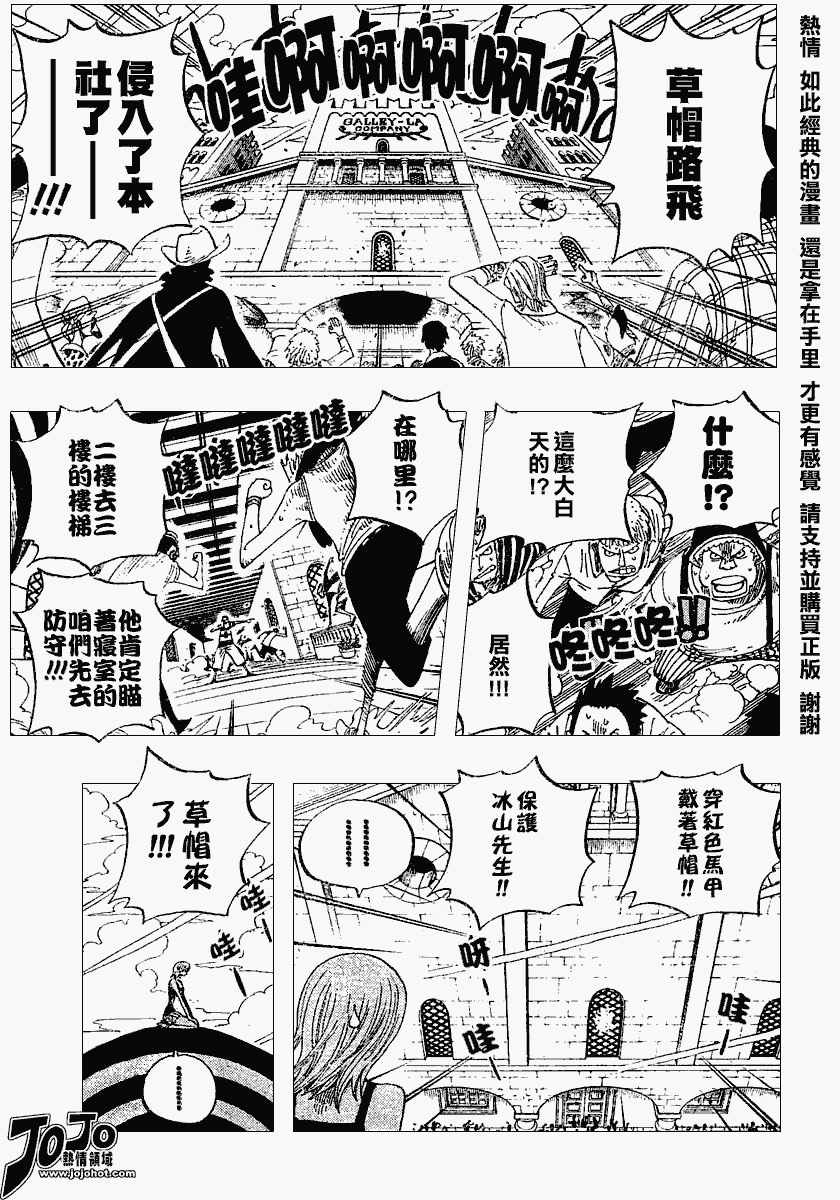 草帽路飛
哇啊啊啊啊啊
GALLEY-LA
COMPANY
侵入了本
社了——
——!!!
什麼!?
這麼大白
天的!?
居然!!!
咚咚咚!!
在哪里!?
噠噠噠噠噠
二樓去三
樓的樓梯
他肯定瞄
著寢室的
咱們先去
防守!!!
穿紅色馬甲
戴著草帽!!
保護
冰山先生!!
…………
呀—
哇—
哇—
草帽來
了!!!
哇—
哇—
………
熱情 如此經典的漫畫 還是拿在手里 才更有感覺 請支持並購買正版 謝謝
JOJO
熱情領域
www.jojohot.com